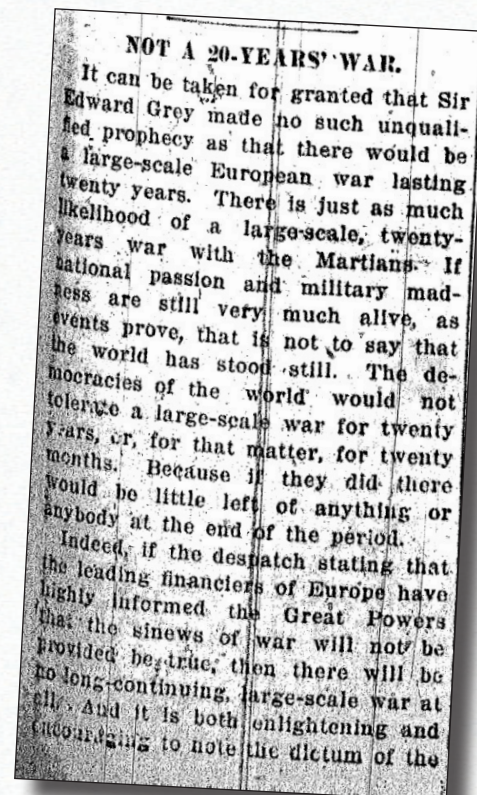 NOT A 20-YEARS' WAR.
It can be taken for granted that Sir
Edward Grey made no such unquali-
fied prophecy as that there would be
a large-scale European war lasting
twenty years. There is just as much
likelihood of a large-scale, twenty-
years war with the Martians. If
national passion and military mad-
ness are still very much alive, as
events prove, that is not to say that
the world has stood still. The de-
mocracies of the world would not
tolerate a large-scale war for twenty
years, or, for that matter, for twenty
months. Because if they did there
would be little left of anything or
anybody at the end of the period.
Indeed, if the despatch stating that
the leading financiers of Europe have
highly informed the Great Powers
that the sinews of war will not be
provided be true, then there will be
no long-continuing, large-scale war at
all. And it is both enlightening and
encouraging to note the dictum of the